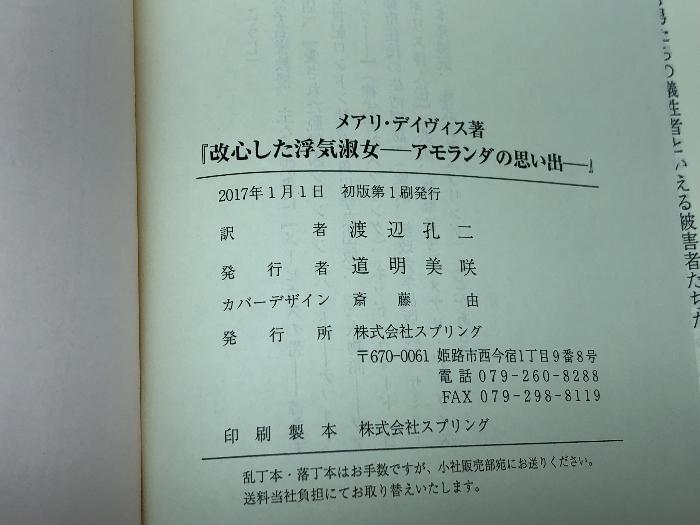 メアリ・デイヴィス著
『改心した浮気淑女――アモランダの思い出――』
2017年1月1日 初版第1刷発行
訳者 渡辺孔二
発行者 道明美咲
カバーデザイン 斎藤由
発行所 株式会社スプリング
〒670-0061 姫路市西今宿1丁目9番8号
電話 079-260-8288
FAX 079-298-8119
印刷製本 株式会社スプリング
乱丁本・落丁本はお手数ですが、小社販売部宛にお送りください。
送料当社負担にてお取り替えいたします。
男たちの犠牲者といえる被害者たちだ